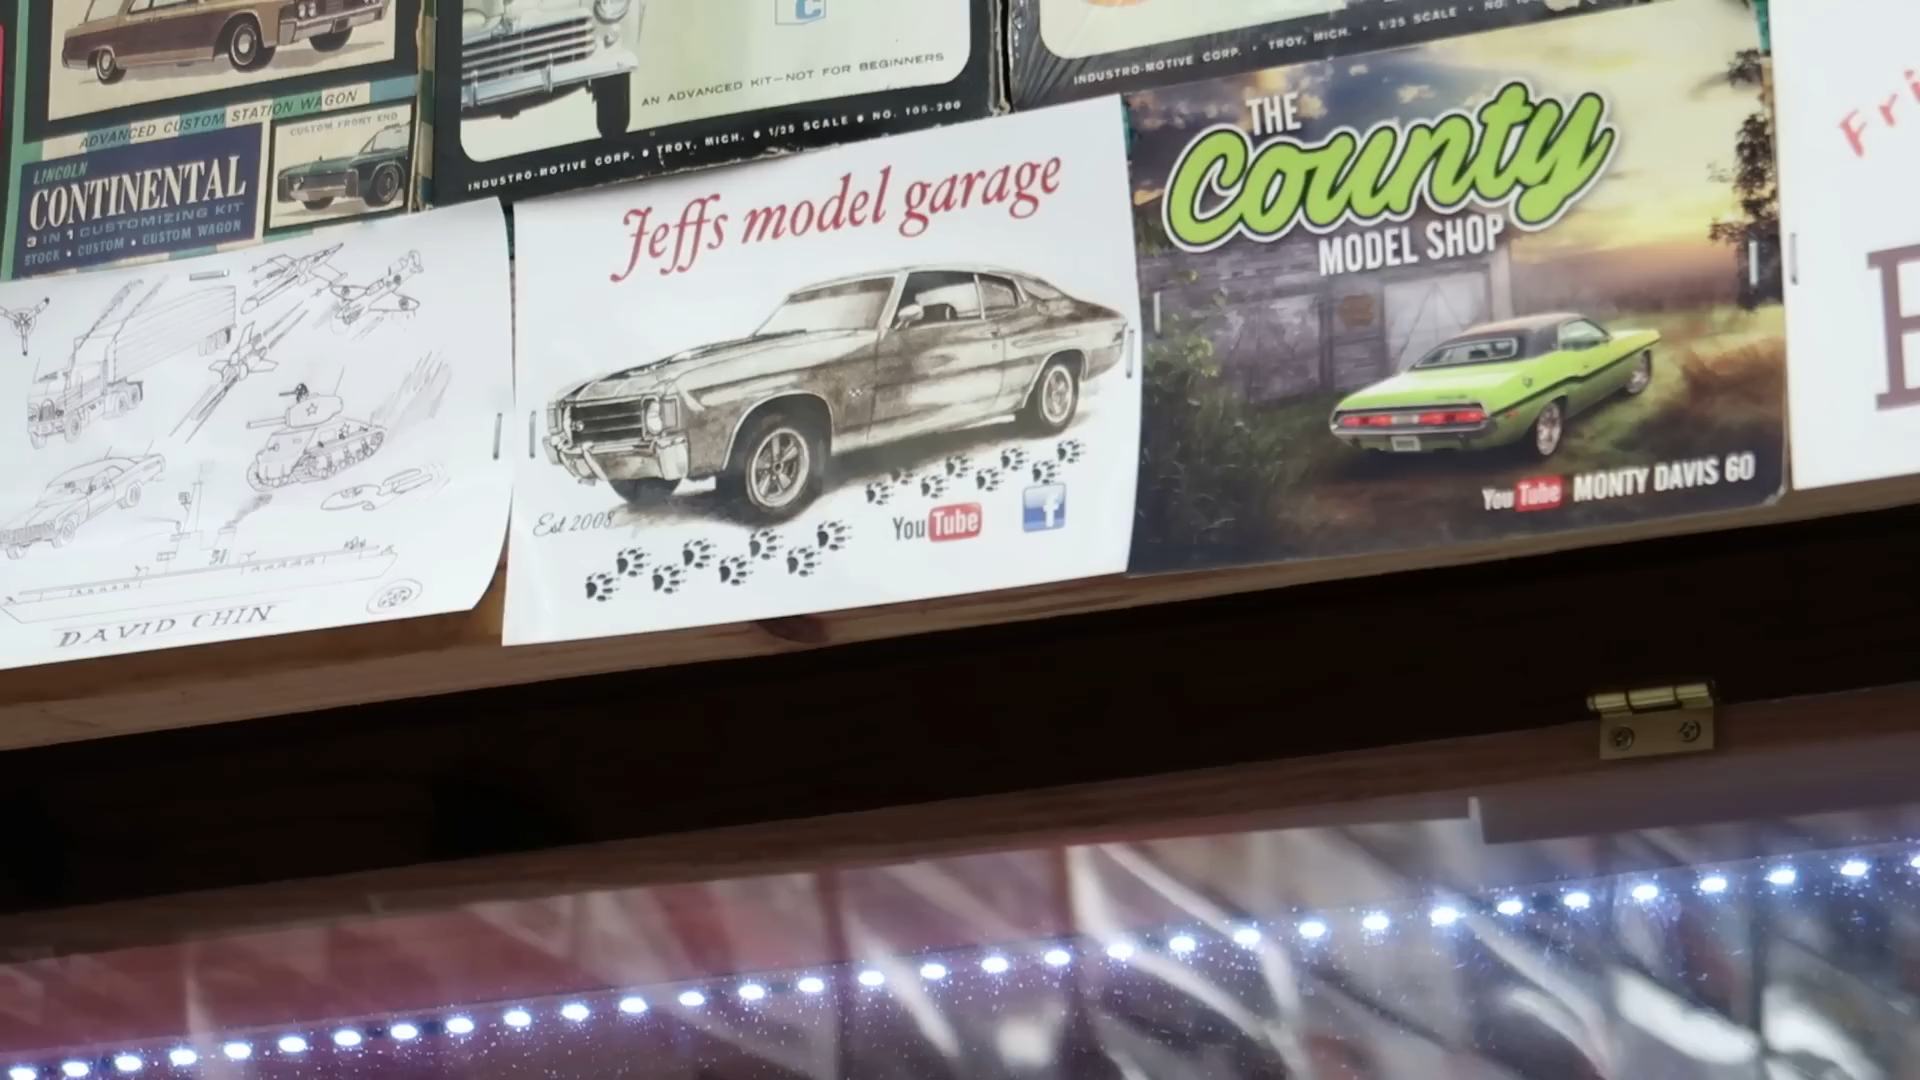 ADVANCED CUSTOM STATION WAGON
LINCOLN
CONTINENTAL
3 IN 1 CUSTOMIZING KIT
STOCK • CUSTOM • CUSTOM WAGON
CUSTOM FRONT END
C
AN ADVANCED KIT—NOT FOR BEGINNERS
INDUSTRO-MOTIVE CORP. • TROY, MICH. • 1/25 SCALE • NO. 105-200
INDUSTRO-MOTIVE CORP. • TROY, MICH. • 1/25 SCALE • NO.
DAVID CHIN
Jeffs model garage
Est 2008
YouTube
f
THE
County
MODEL SHOP
YouTube MONTY DAVIS 60
Fri